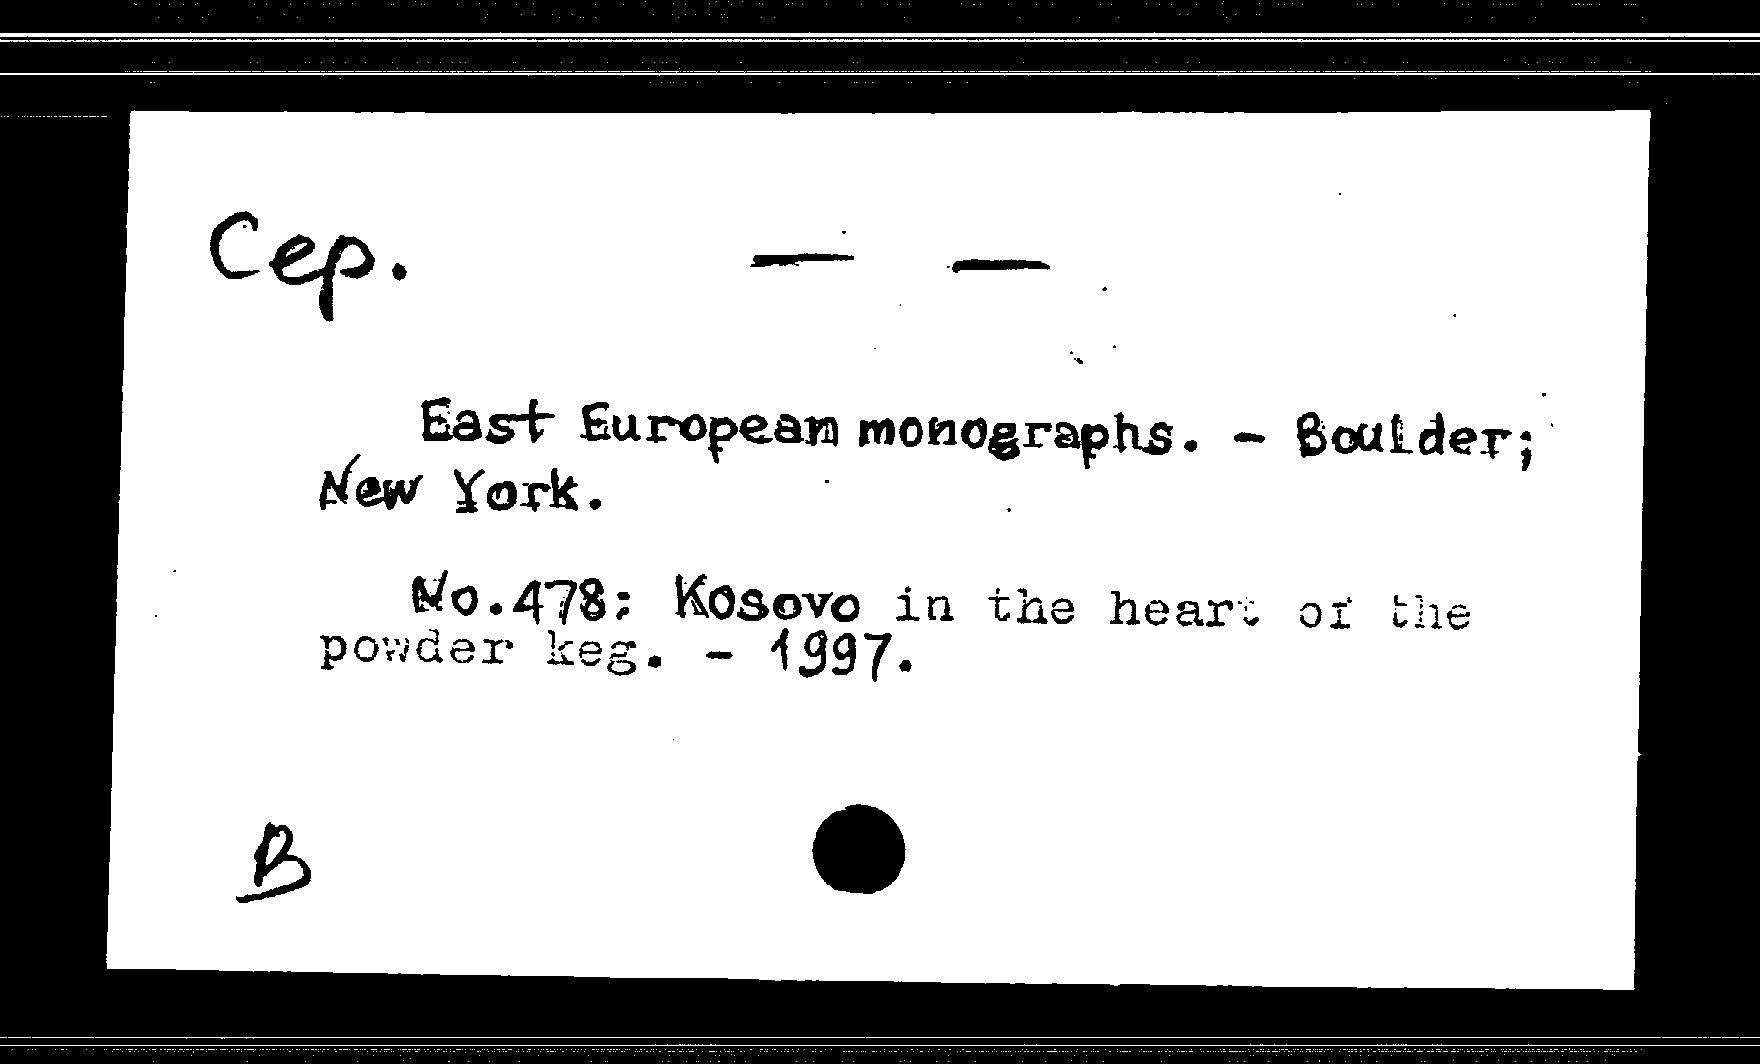 Сер. — —
East European monographs. - Boulder;
New York.
No.478: Kosovo in the heart of the
powder keg. - 1997.
В